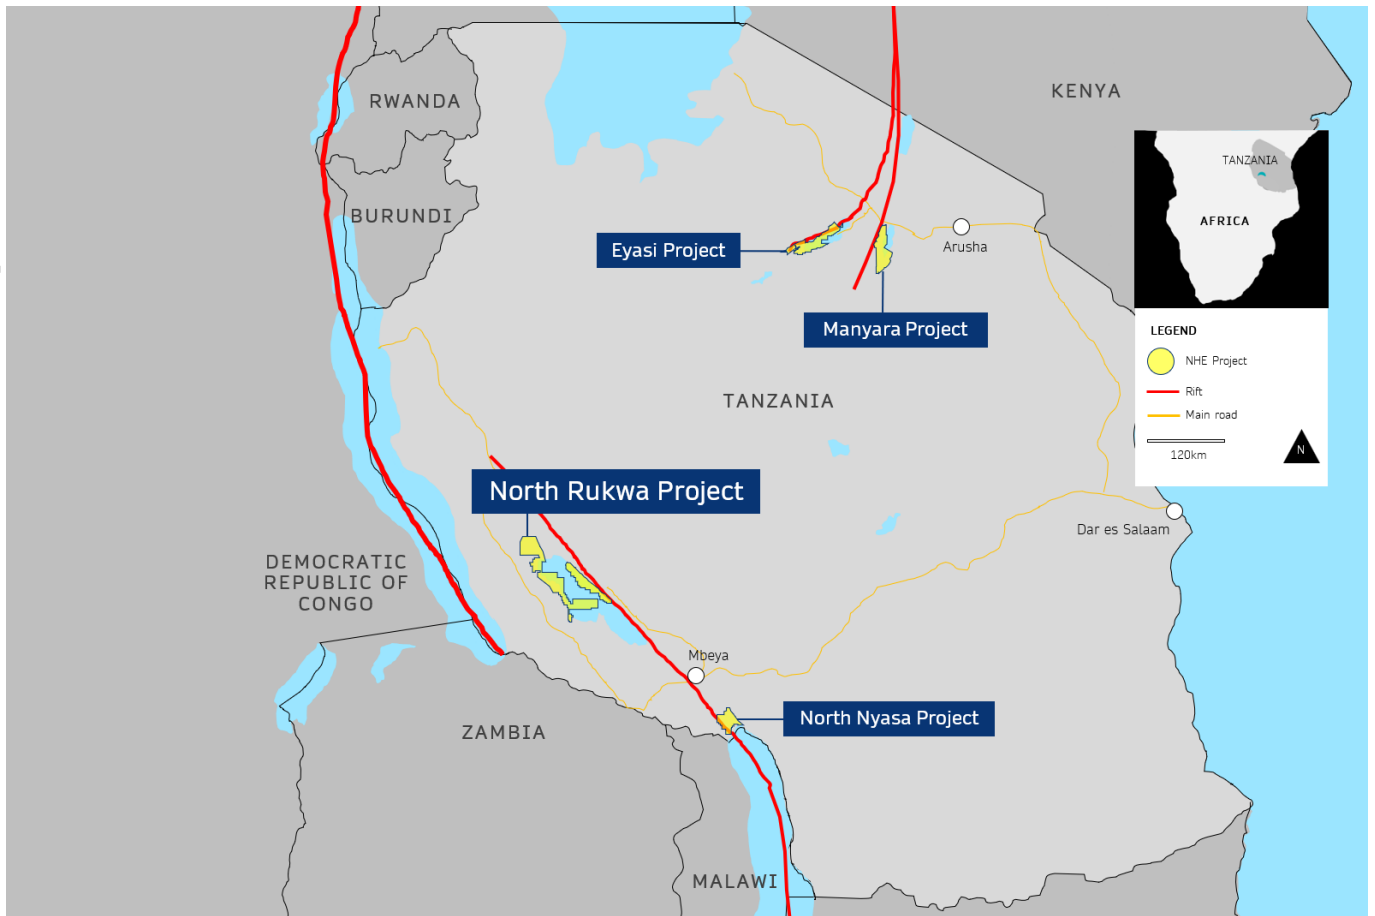 RWANDA
KENYA
TANZANIA
AFRICA
BURUNDI
Eyasi Project
Arusha
Manyara Project
LEGEND
NHE Project
Rift
Main road
120km
N
TANZANIA
North Rukwa Project
Dar es Salaam
DEMOCRATIC
REPUBLIC OF
CONGO
Mbeya
North Nyasa Project
ZAMBIA
MALAWI